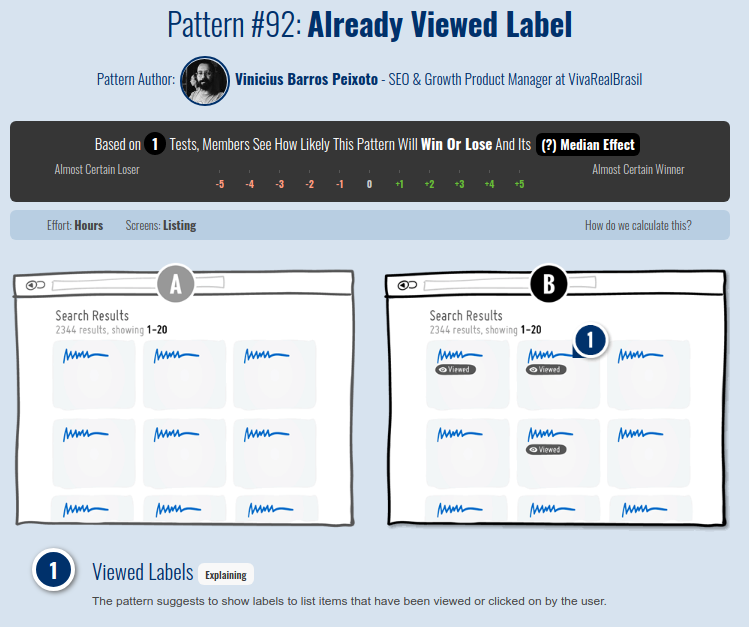 Pattern #92: Already Viewed Label
Pattern Author: Vinicius Barros Peixoto - SEO & Growth Product Manager at VivaRealBrasil
Based on 1 Tests, Members See How Likely This Pattern Will Win Or Lose And Its (?) Median Effect
Almost Certain Loser
Almost Certain Winner
-5 -4 -3 -2 -1 0 +1 +2 +3 +4 +5
Effort: Hours Screens: Listing How do we calculate this?
A
Search Results
2344 results, showing 1-20
B
Search Results
2344 results, showing 1-20
1
Viewed Viewed
Viewed
1 Viewed Labels Explaining
The pattern suggests to show labels to list items that have been viewed or clicked on by the user.